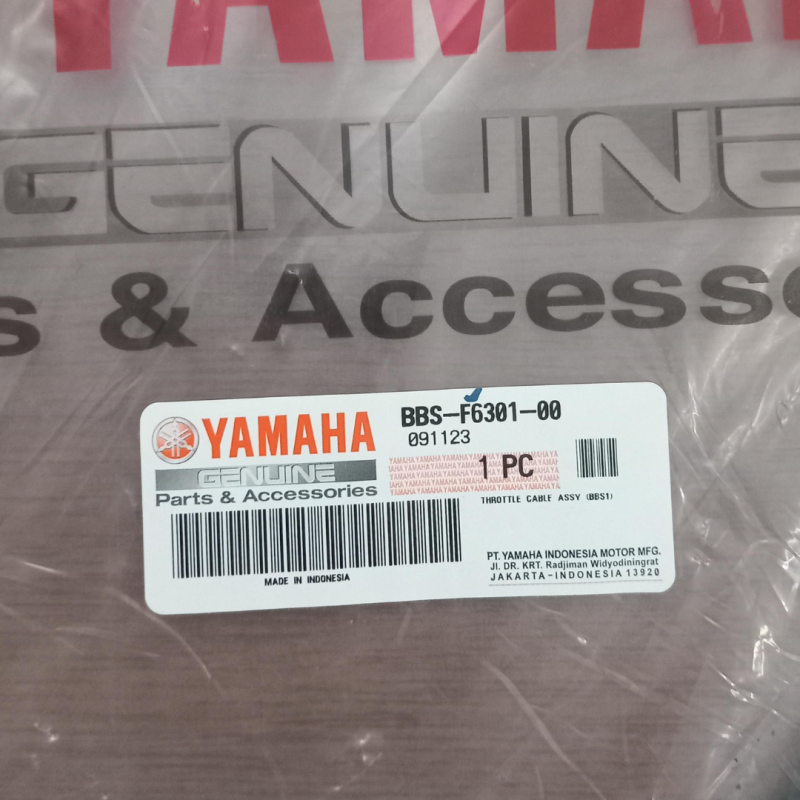 YAMAH
GENUINE
s & Accesso
YAMAHA
GENUINE
Parts & Accessories
BBS-F6301-00
091123
1 PC
THROTTLE CABLE ASSY (BBS1)
MADE IN INDONESIA
PT. YAMAHA INDONESIA MOTOR MFG.
Jl. DR. KRT. Radjiman Widyodiningrat
JAKARTA-INDONESIA 13920